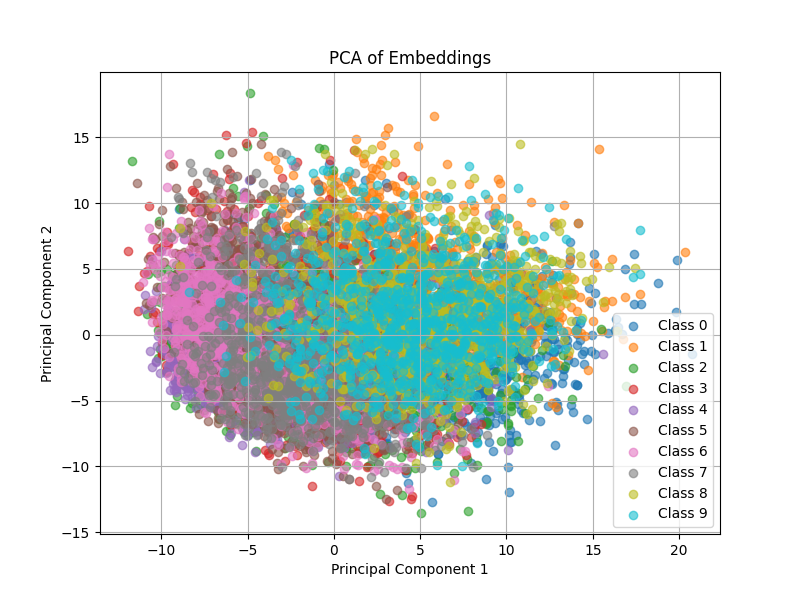 PCA of Embeddings
Principal Component 2
15
10
5
0
−5
−10
−15
−10
−5
0
5
10
15
20
Principal Component 1
Class 0
Class 1
Class 2
Class 3
Class 4
Class 5
Class 6
Class 7
Class 8
Class 9